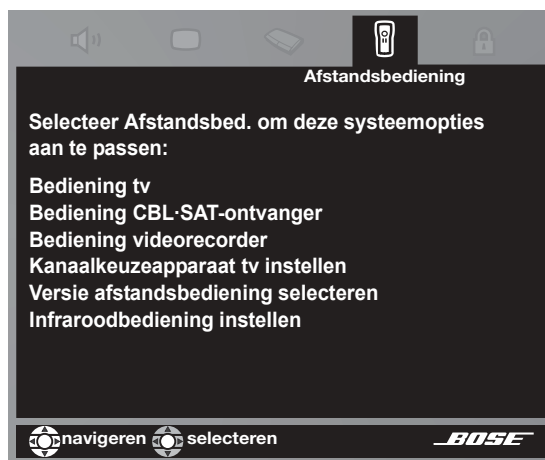 Afstandsbediening
Selecteer Afstandsbed. om deze systeemopties
aan te passen:
Bediening tv
Bediening CBL·SAT-ontvanger
Bediening videorecorder
Kanaalkeuzeapparaat tv instellen
Versie afstandsbediening selecteren
Infraroodbediening instellen
navigeren selecteren BOSE